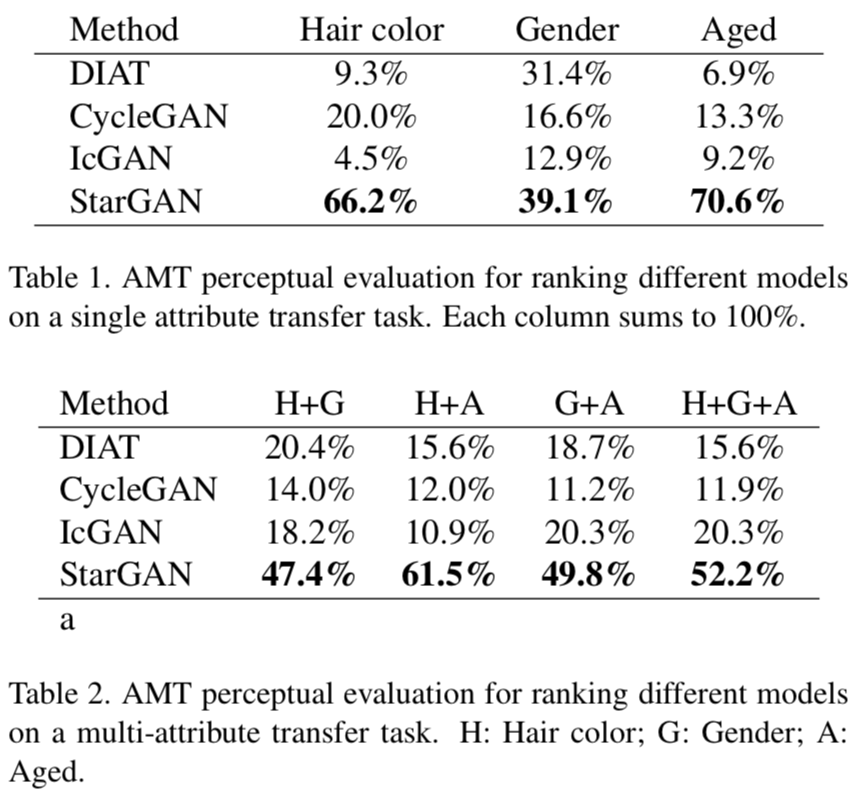 Method Hair color Gender Aged
DIAT 9.3% 31.4% 6.9%
CycleGAN 20.0% 16.6% 13.3%
IcGAN 4.5% 12.9% 9.2%
StarGAN 66.2% 39.1% 70.6%
Table 1. AMT perceptual evaluation for ranking different models
on a single attribute transfer task. Each column sums to 100%.
Method H+G H+A G+A H+G+A
DIAT 20.4% 15.6% 18.7% 15.6%
CycleGAN 14.0% 12.0% 11.2% 11.9%
IcGAN 18.2% 10.9% 20.3% 20.3%
StarGAN 47.4% 61.5% 49.8% 52.2%
a
Table 2. AMT perceptual evaluation for ranking different models
on a multi-attribute transfer task. H: Hair color; G: Gender; A:
Aged.